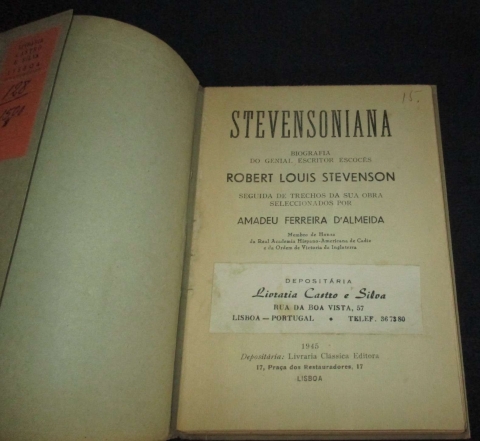 LISBOA
15.
STEVENSONIANA
BIOGRAFIA
DO GENIAL ESCRITOR ESCOCÊS
ROBERT LOUIS STEVENSON
SEGUIDA DE TRECHOS DA SUA OBRA
SELECCIONADOS POR
AMADEU FERREIRA D'ALMEIDA
Membro de Honra
da Real Academia Hispano-Americana de Cadiz
e da Ordem de Victoria de Inglaterra
DEPOSITÁRIA
Livraria Castro e Silva
RUA DA BOA VISTA, 57
LISBOA — PORTUGAL • TELEF. 367380
1945
Depositária: Livraria Clássica Editora
17, Praça dos Restauradores, 17
LISBOA